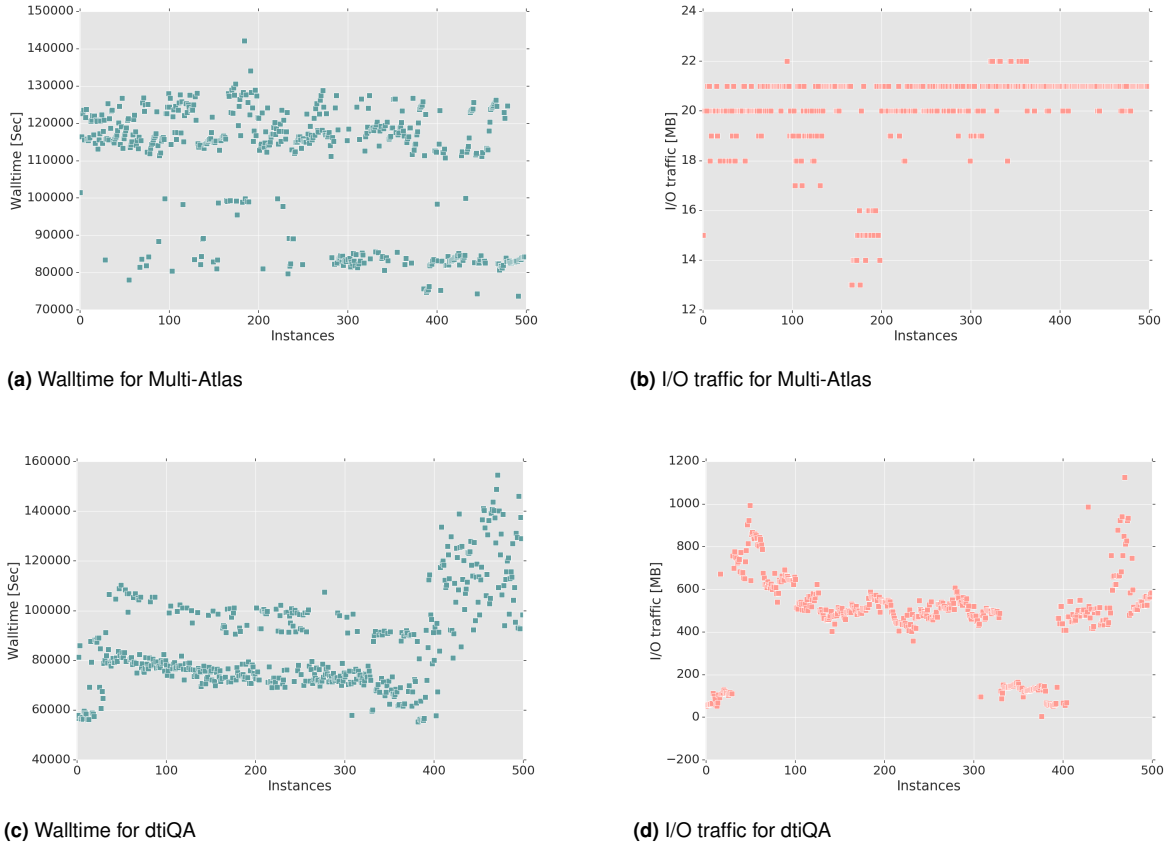 150000
140000
130000
120000
110000
100000
90000
80000
70000
Walltime [Sec]
0 100 200 300 400 500
Instances
(a) Walltime for Multi-Atlas
24
22
20
18
16
14
12
I/O traffic [MB]
0 100 200 300 400 500
Instances
(b) I/O traffic for Multi-Atlas
160000
140000
120000
100000
80000
60000
40000
Walltime [Sec]
0 100 200 300 400 500
Instances
(c) Walltime for dtiQA
1200
1000
800
600
400
200
0
−200
I/O traffic [MB]
0 100 200 300 400 500
Instances
(d) I/O traffic for dtiQA